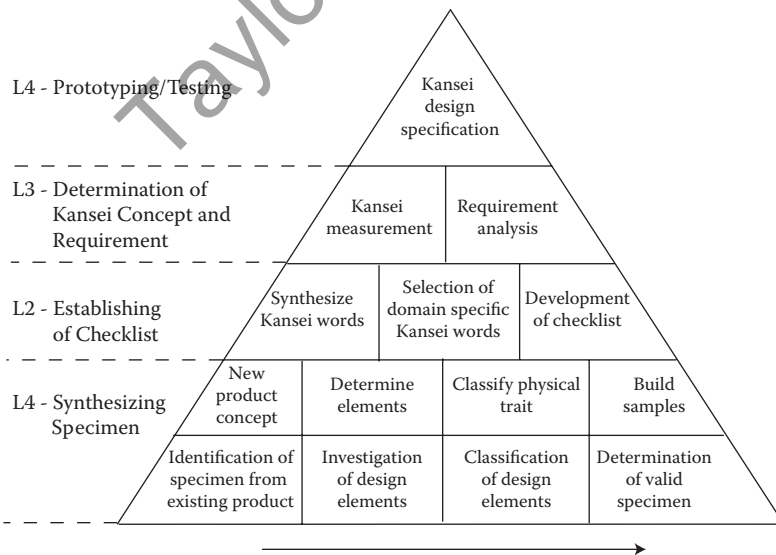 Taylo
L4 - Prototyping/Testing
Kansei
design
specification
L3 - Determination of
Kansei Concept and
Requirement
Kansei
measurement
Requirement
analysis
L2 - Establishing
of Checklist
Synthesize
Kansei words
Selection of
domain specific
Kansei words
Development
of checklist
L4 - Synthesizing
Specimen
New
product
concept
Determine
elements
Classify physical
trait
Build
samples
Identification of
specimen from
existing product
Investigation
of design
elements
Classification
of design
elements
Determination
of valid
specimen